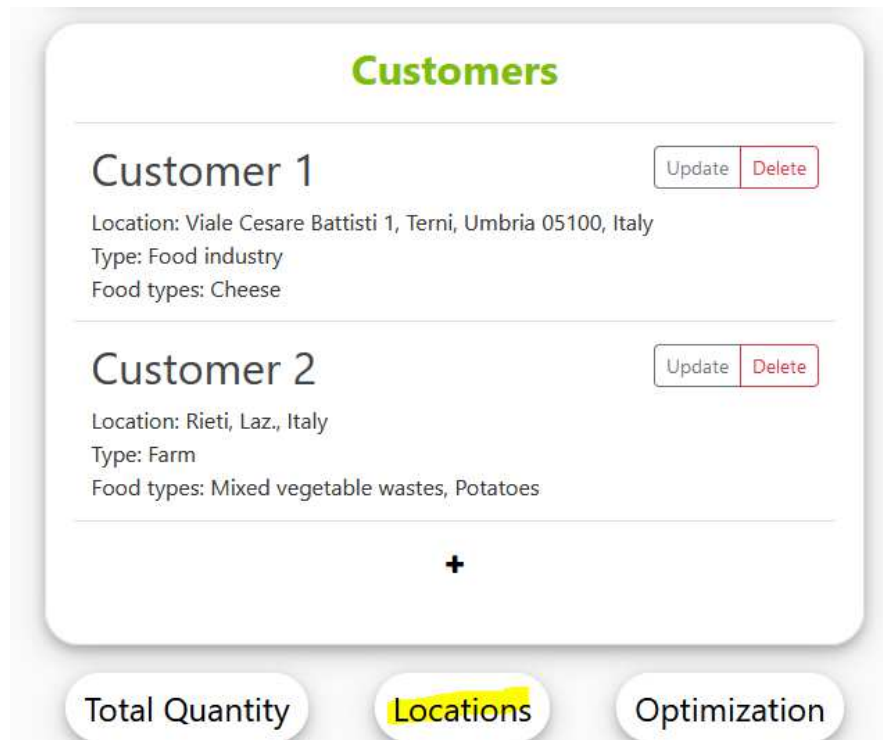 Customers
Customer 1
Update
Delete
Location: Viale Cesare Battisti 1, Terni, Umbria 05100, Italy
Type: Food industry
Food types: Cheese
Customer 2
Update
Delete
Location: Rieti, Laz., Italy
Type: Farm
Food types: Mixed vegetable wastes, Potatoes
+
Total Quantity
Locations
Optimization